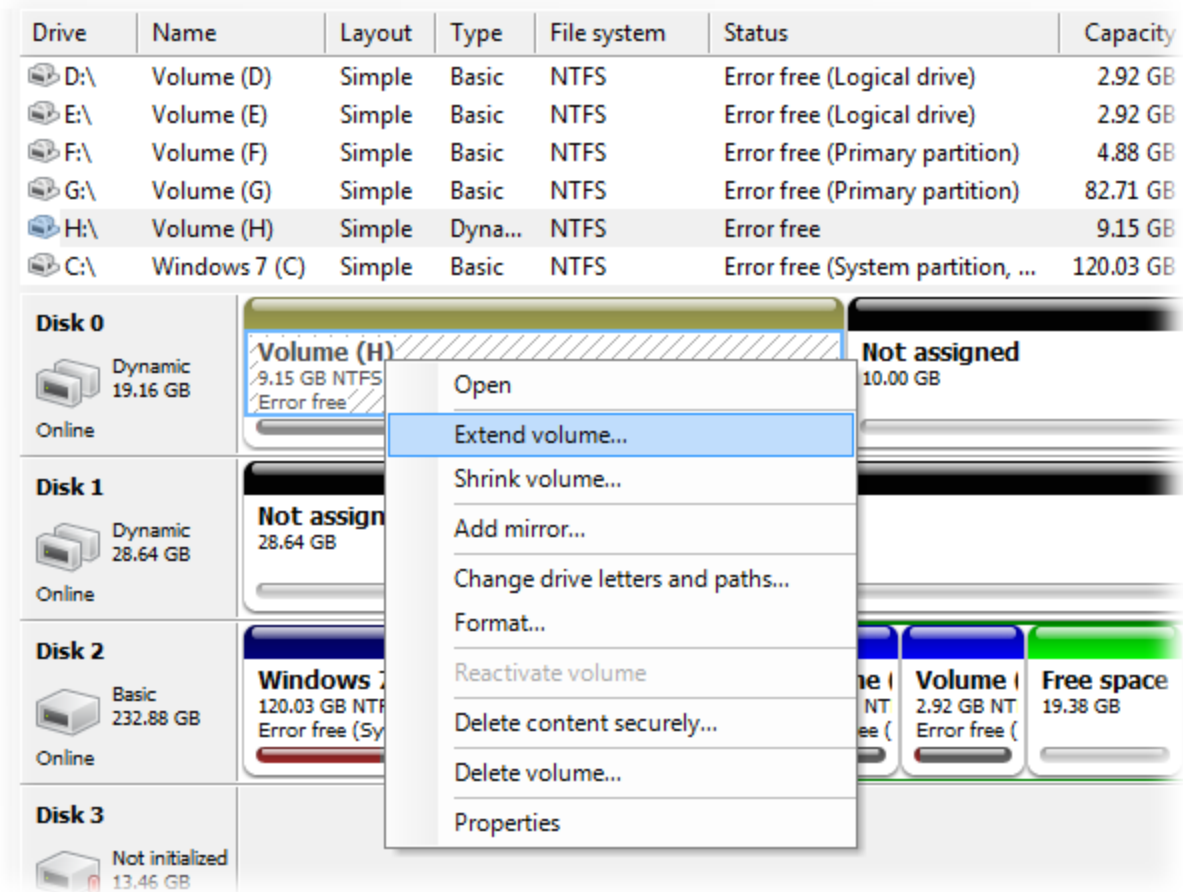 Drive Name Layout Type File system Status Capacity
D:\ Volume (D) Simple Basic NTFS Error free (Logical drive) 2.92 GB
E:\ Volume (E) Simple Basic NTFS Error free (Logical drive) 2.92 GB
F:\ Volume (F) Simple Basic NTFS Error free (Primary partition) 4.88 GB
G:\ Volume (G) Simple Basic NTFS Error free (Primary partition) 82.71 GB
H:\ Volume (H) Simple Dyna... NTFS Error free 9.15 GB
C:\ Windows 7 (C) Simple Basic NTFS Error free (System partition, ... 120.03 GB
Disk 0
Dynamic
19.16 GB
Online
Volume (H)
9.15 GB NTFS
Error free
Not assigned
10.00 GB
Open
Extend volume...
Shrink volume...
Add mirror...
Change drive letters and paths...
Format...
Reactivate volume
Delete content securely...
Delete volume...
Properties
Disk 1
Dynamic
28.64 GB
Online
Not assign
28.64 GB
Disk 2
Basic
232.88 GB
Online
Windows
120.03 GB NTF
Error free (Sy
ne (
NT
ee (
Volume (
2.92 GB NT
Error free (
Free space
19.38 GB
Disk 3
Not initialized
13.46 GB